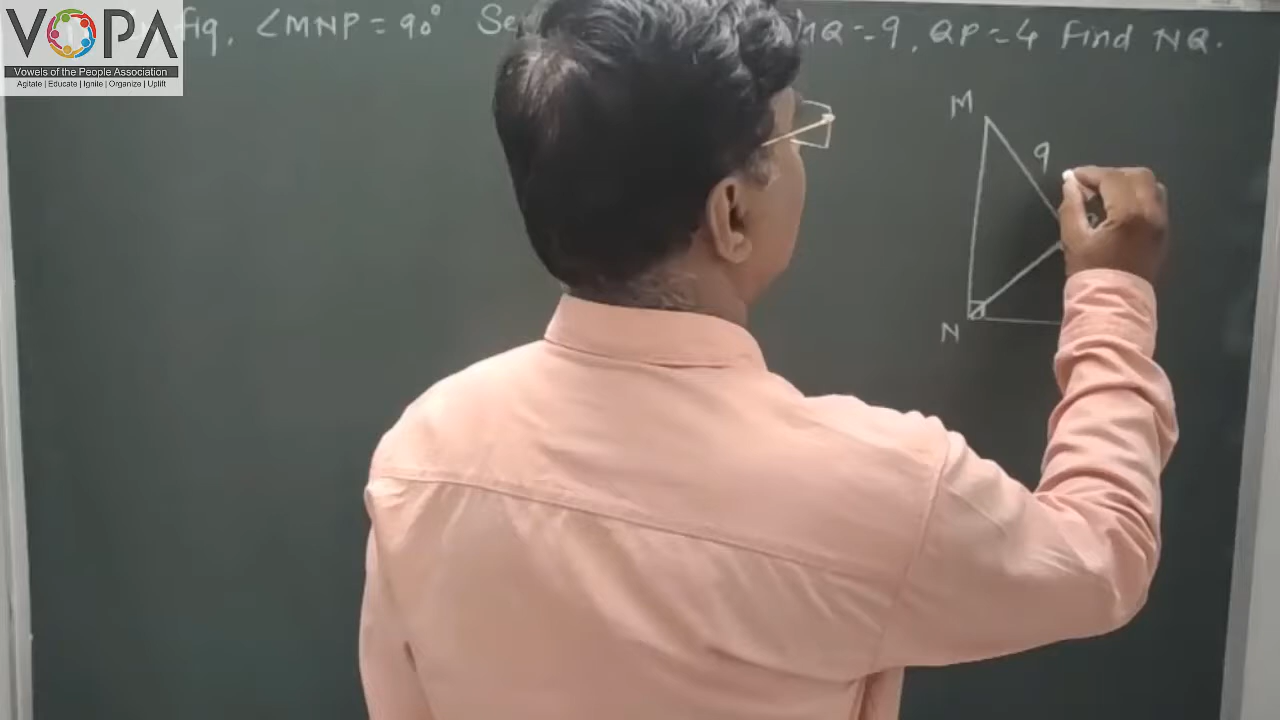 VOPA
Vowels of the People Association
Agitate | Educate | Ignite | Organize | Uplift
fig, ∠MNP = 90° MQ = 9, QP = 4 Find NQ.
M
9
N